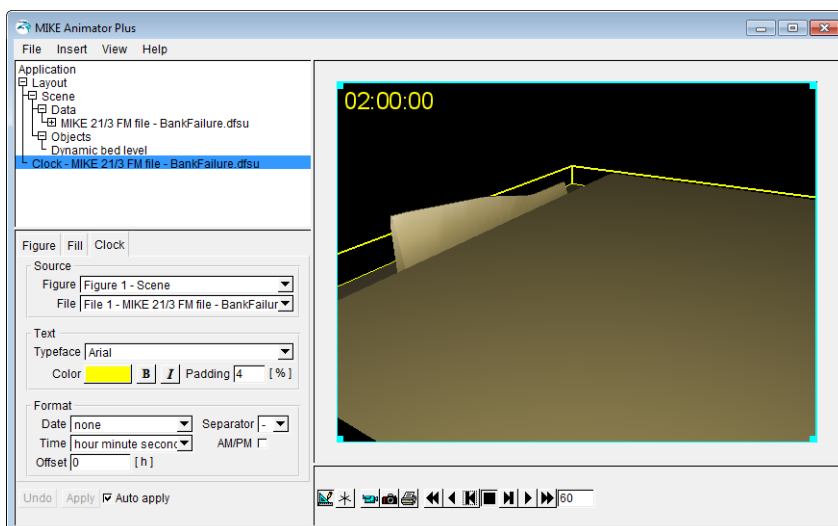 MIKE Animator Plus
File Insert View Help
Application
Layout
Scene
Data
MIKE 21/3 FM file - BankFailure.dfsu
Objects
Dynamic bed level
Clock - MIKE 21/3 FM file - BankFailure.dfsu
02:00:00
Figure Fill Clock
Source
Figure Figure 1 - Scene
File File 1 - MIKE 21/3 FM file - BankFailur
Text
Typeface Arial
Color B I Padding 4 [%]
Format
Date none Separator -
Time hour minute second AM/PM
Offset 0 [h]
Undo Apply Auto apply
60